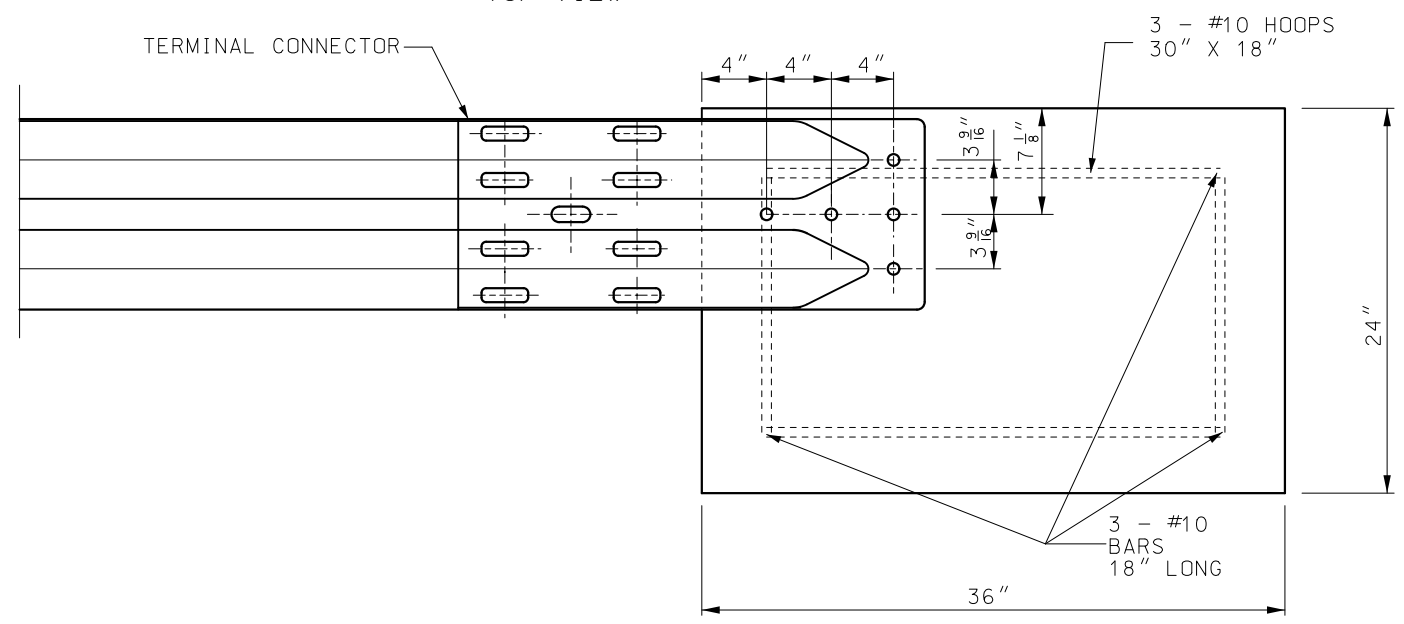 TERMINAL CONNECTOR
3 - #10 HOOPS
30" X 18"
4" 4" 4"
3 9/16"
7 1/8"
3 9/16"
24"
3 - #10
BARS
18" LONG
36"